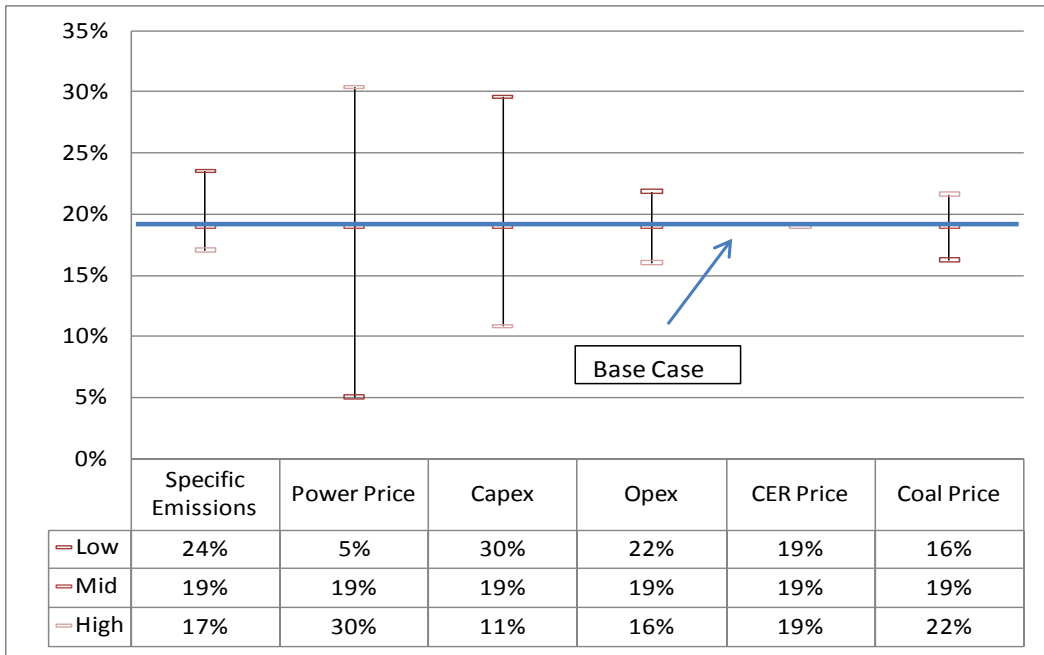 35%
30%
25%
20%
15%
10%
5%
0%
Base Case
Specific Emissions Power Price Capex Opex CER Price Coal Price
Low 24% 5% 30% 22% 19% 16%
Mid 19% 19% 19% 19% 19% 19%
High 17% 30% 11% 16% 19% 22%